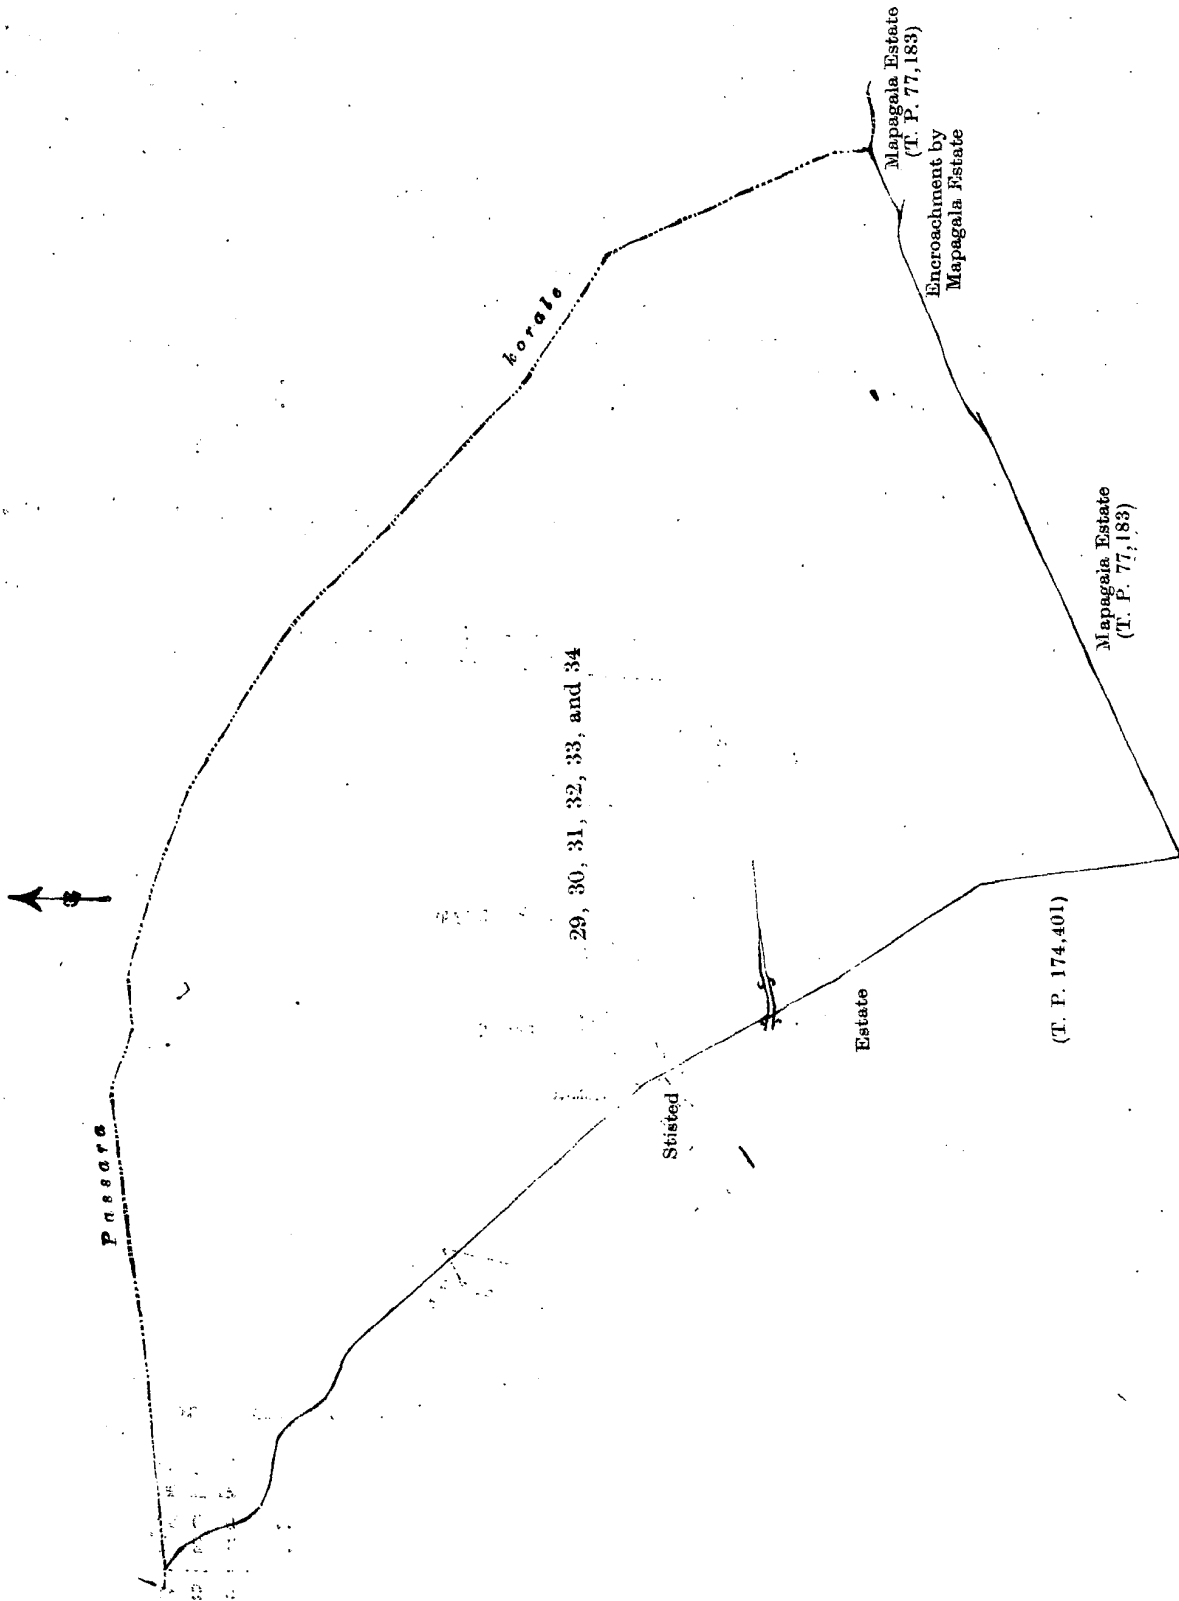 Passara
korale
29, 30, 31, 32, 33, and 34
Stisted
Estate
(T. P. 174,401)
Mapagala Estate
(T. P. 77,183)
Encroachment by
Mapagala Estate
Mapagala Estate
(T. P. 77,183)